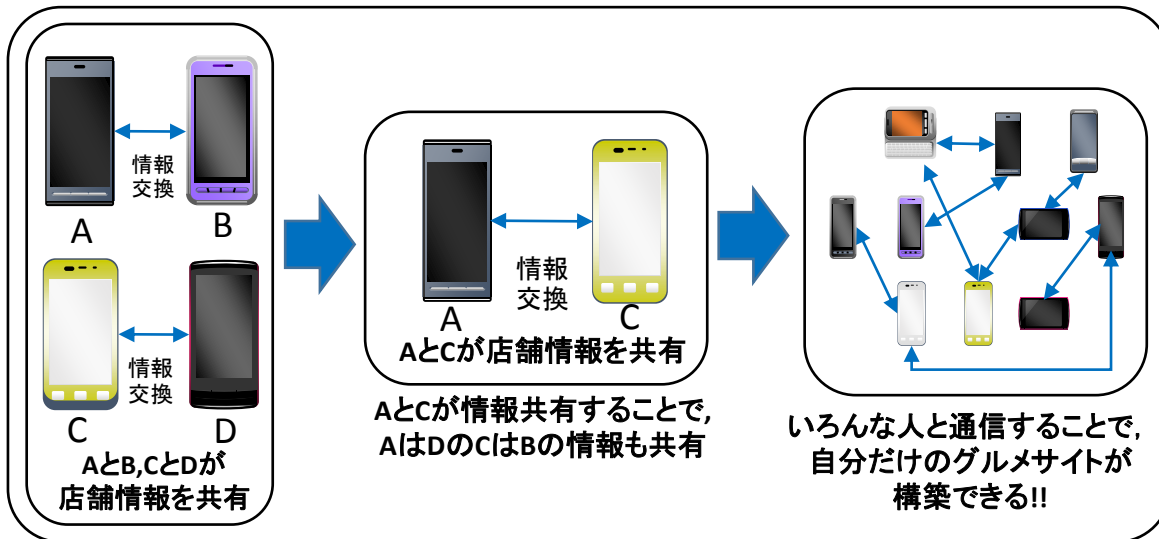 情報
交換
A
B
情報
交換
C
D
AとB,CとDが
店舗情報を共有
情報
交換
A
C
AとCが店舗情報を共有
AとCが情報共有することで,
AはDのCはBの情報も共有
いろんな人と通信することで,
自分だけのグルメサイトが
構築できる!!